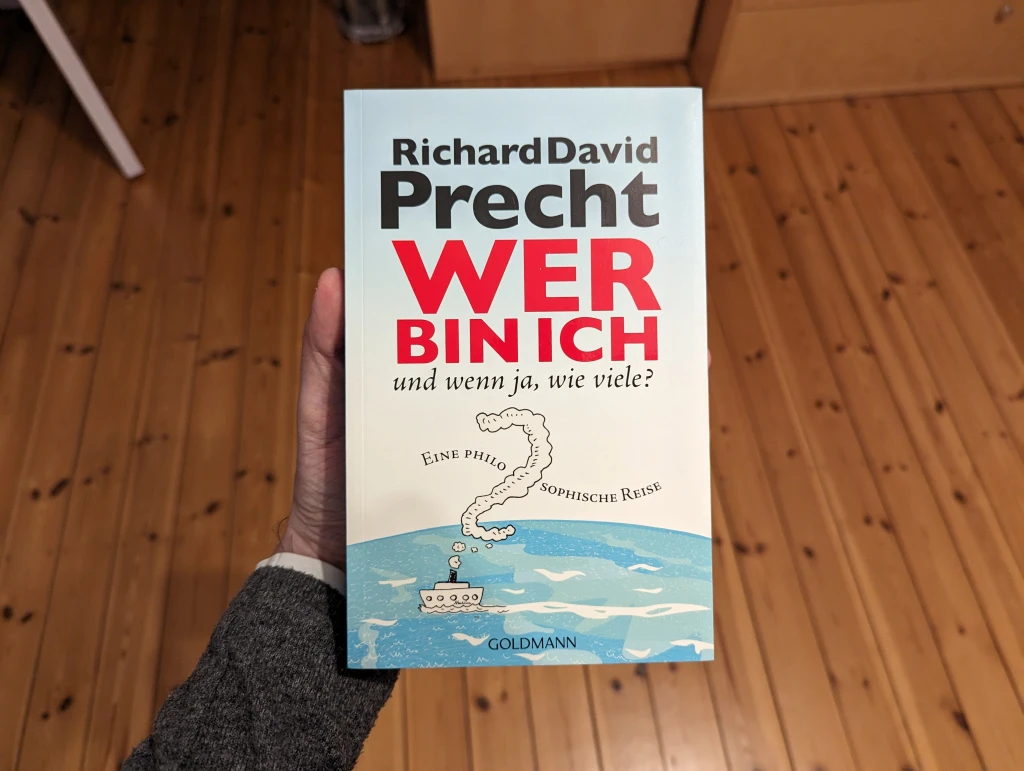 Richard David
Precht
WER
BIN ICH
und wenn ja, wie viele?
EINE PHILO
SOPHISCHE REISE
GOLDMANN